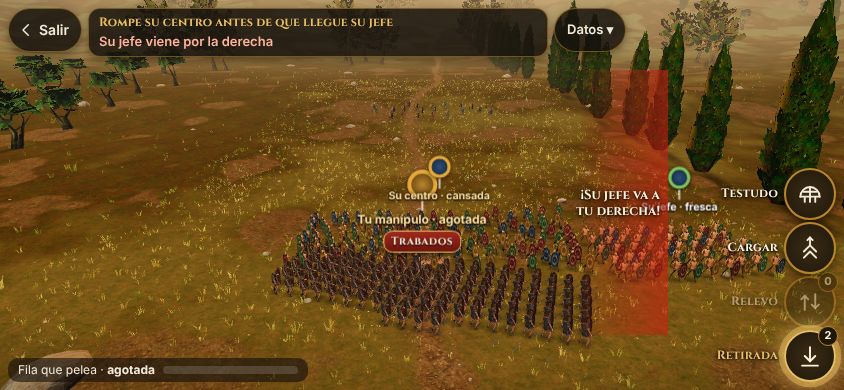 Salir
Rompe su centro antes de que llegue su jefe
Su jefe viene por la derecha
Datos ▾
Su centro · cansada
Tu manípulo · agotada
Trabados
¡Su jefe va a
tu derecha!
jefe · fresca
Testudo
Cargar
0
Relevo
2
Retirada
Fila que pelea · agotada